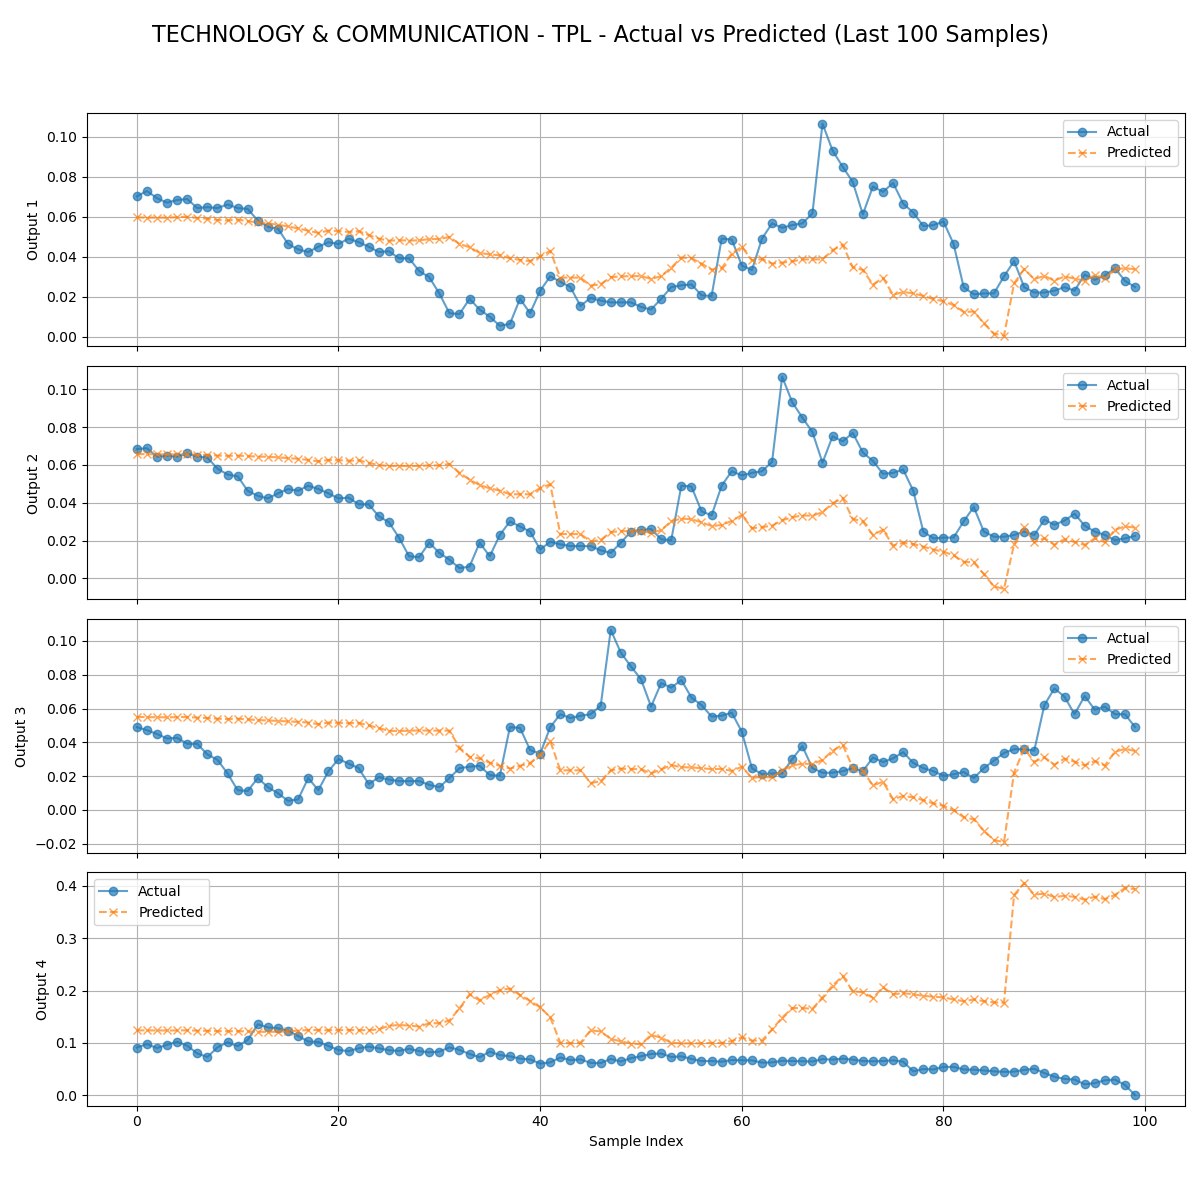 TECHNOLOGY & COMMUNICATION - TPL - Actual vs Predicted (Last 100 Samples)
Output 1
0.10
0.08
0.06
0.04
0.02
0.00
Actual
Predicted
Output 2
0.10
0.08
0.06
0.04
0.02
0.00
Actual
Predicted
Output 3
0.10
0.08
0.06
0.04
0.02
0.00
−0.02
Actual
Predicted
Output 4
0.4
0.3
0.2
0.1
0.0
Actual
Predicted
0 20 40 60 80 100
Sample Index